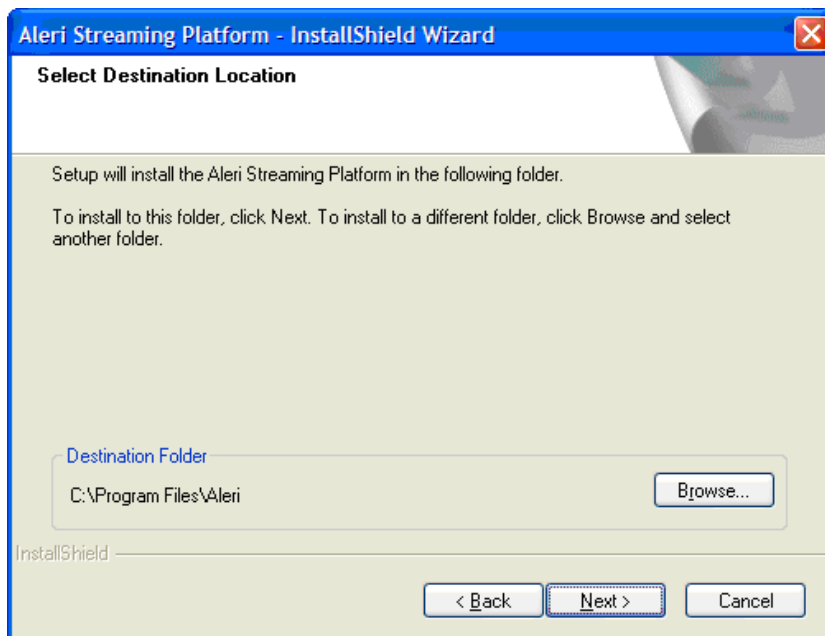 Aleri Streaming Platform - InstallShield Wizard
Select Destination Location
Setup will install the Aleri Streaming Platform in the following folder.
To install to this folder, click Next. To install to a different folder, click Browse and select
another folder.
Destination Folder
C:\Program Files\Aleri
Browse...
InstallShield
< Back
Next >
Cancel